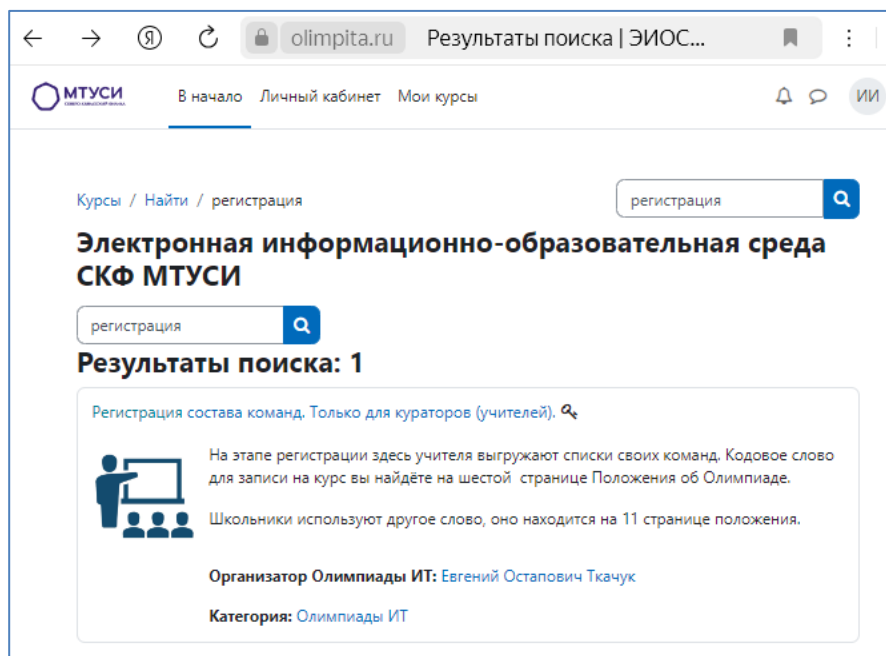 olimpita.ru Результаты поиска | ЭИОС...
МТУСИ
В начало Личный кабинет Мои курсы ИИ
Курсы / Найти / регистрация регистрация
Электронная информационно-образовательная среда
СКФ МТУСИ
регистрация
Результаты поиска: 1
Регистрация состава команд. Только для кураторов (учителей).
На этапе регистрации здесь учителя выгружают списки своих команд. Кодовое слово
для записи на курс вы найдёте на шестой странице Положения об Олимпиаде.
Школьники используют другое слово, оно находится на 11 странице положения.
Организатор Олимпиады ИТ: Евгений Остапович Ткачук
Категория: Олимпиады ИТ